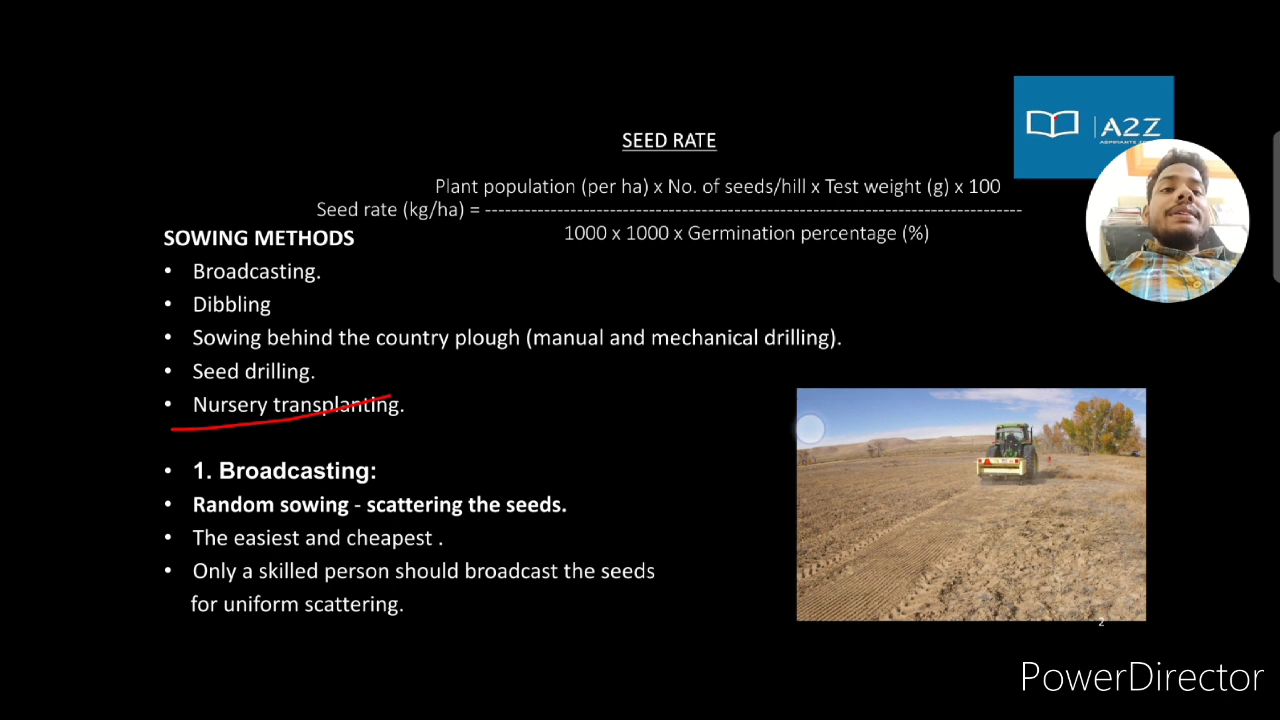 A2Z
SEED RATE
Plant population (per ha) x No. of seeds/hill x Test weight (g) x 100
Seed rate (kg/ha) = ------------------------------------------------------------------------------------
1000 x 1000 x Germination percentage (%)
SOWING METHODS
• Broadcasting.
• Dibbling
• Sowing behind the country plough (manual and mechanical drilling).
• Seed drilling.
• Nursery transplanting.
• 1. Broadcasting:
• Random sowing - scattering the seeds.
• The easiest and cheapest .
• Only a skilled person should broadcast the seeds
for uniform scattering.
2
PowerDirector